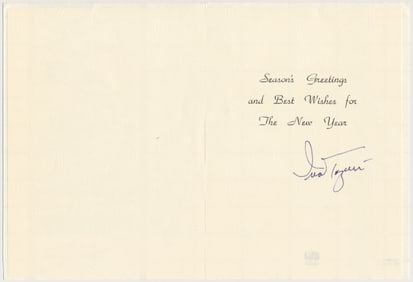 Season's Greetings
and Best Wishes for
The New Year